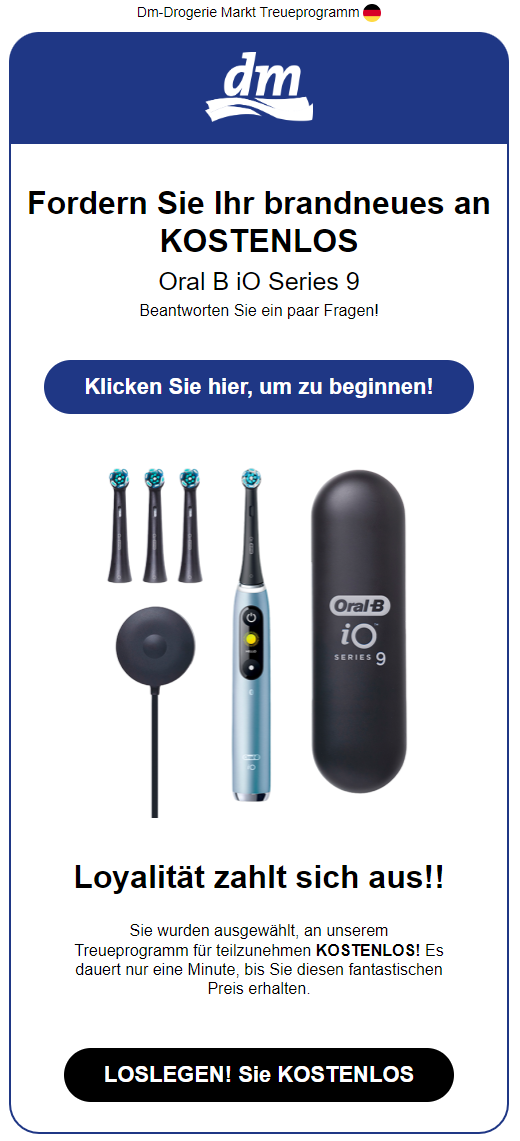 Dm-Drogerie Markt Treueprogramm
dm
Fordern Sie Ihr brandneues an
KOSTENLOS
Oral B iO Series 9
Beantworten Sie ein paar Fragen!
Klicken Sie hier, um zu beginnen!
Oral-B
iO™
SERIES 9
Oral-B
iO
Loyalität zahlt sich aus!!
Sie wurden ausgewählt, an unserem
Treueprogramm für teilzunehmen KOSTENLOS! Es
dauert nur eine Minute, bis Sie diesen fantastischen
Preis erhalten.
LOSLEGEN! Sie KOSTENLOS